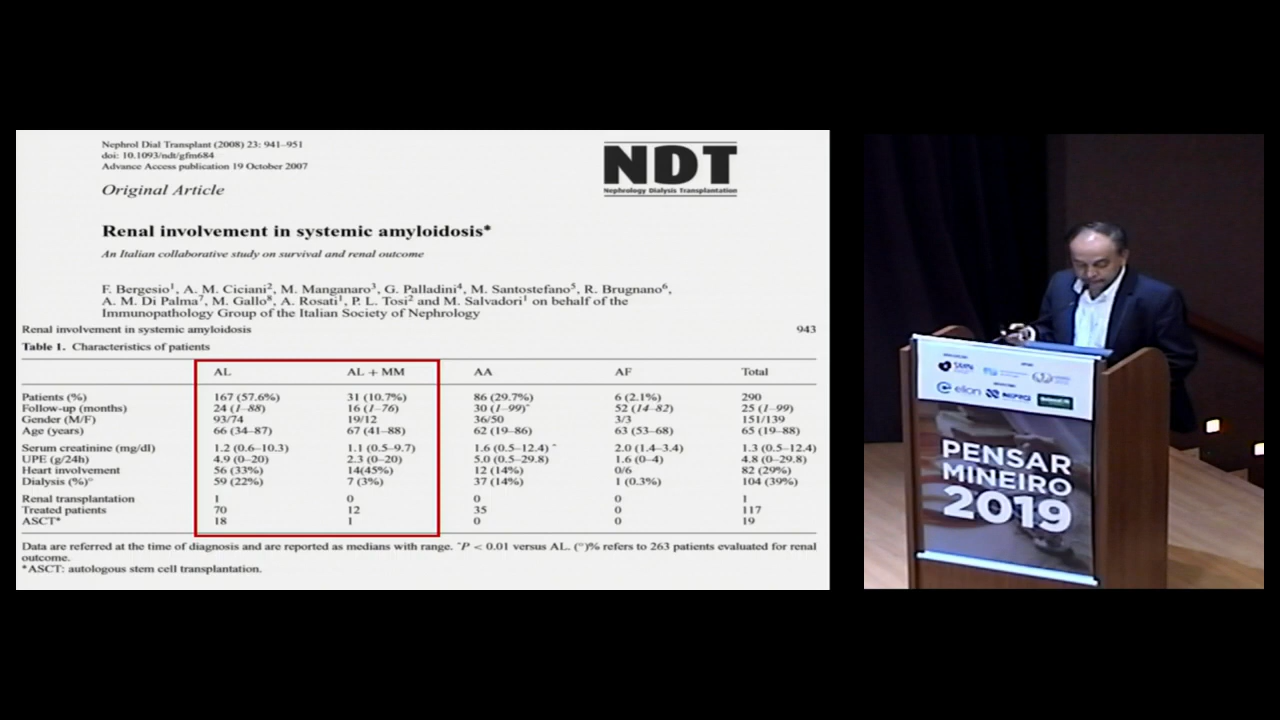 Nephrol Dial Transplant (2008) 23: 941–951
doi: 10.1093/ndt/gfm684
Advance Access publication 19 October 2007
NDT
Nephrology Dialysis Transplantation
Original Article
Renal involvement in systemic amyloidosis*
An Italian collaborative study on survival and renal outcome
F. Bergesio¹, A. M. Ciciani², M. Manganaro³, G. Palladini⁴, M. Santostefano⁵, R. Brugnano⁶,
A. M. Di Palma⁷, M. Gallo⁸, A. Rosati¹, P. L. Tosi² and M. Salvadori¹ on behalf of the
Immunopathology Group of the Italian Society of Nephrology
Renal involvement in systemic amyloidosis 943
Table 1. Characteristics of patients
AL AL + MM AA AF Total
Patients (%) 167 (57.6%) 31 (10.7%) 86 (29.7%) 6 (2.1%) 290
Follow-up (months) 24 (1–88) 16 (1–76) 30 (1–99)^ 52 (14–82) 25 (1–99)
Gender (M/F) 93/74 19/12 36/50 3/3 151/139
Age (years) 66 (34–87) 67 (41–88) 62 (19–86) 63 (53–68) 65 (19–88)
Serum creatinine (mg/dl) 1.2 (0.6–10.3) 1.1 (0.5–9.7) 1.6 (0.5–12.4) ^ 2.0 (1.4–3.4) 1.3 (0.5–12.4)
UPE (g/24h) 4.9 (0–20) 2.3 (0–20) 5.0 (0.5–29.8) 1.6 (0–4) 4.8 (0–29.8)
Heart involvement 56 (33%) 14(45%) 12 (14%) 0/6 82 (29%)
Dialysis (%)° 59 (22%) 7 (3%) 37 (14%) 1 (0.3%) 104 (39%)
Renal transplantation 1 0 0 0 1
Treated patients 70 12 35 0 117
ASCT* 18 1 0 0 19
Data are referred at the time of diagnosis and are reported as medians with range. ^P < 0.01 versus AL. (°)% refers to 263 patients evaluated for renal
outcome.
*ASCT: autologous stem cell transplantation.
SMN
elion
PENSAR
MINEIRO
2019